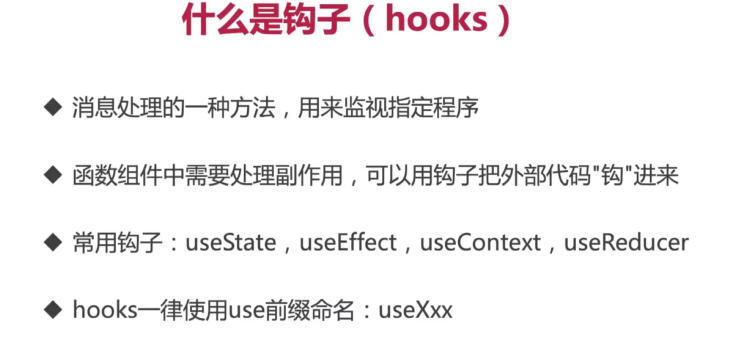 什么是钩子（hooks）
◆ 消息处理的一种方法，用来监视指定程序
◆ 函数组件中需要处理副作用，可以用钩子把外部代码"钩"进来
◆ 常用钩子：useState，useEffect，useContext，useReducer
◆ hooks一律使用use前缀命名：useXxx